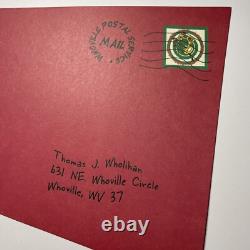 WHOVILLE POSTAL SERVICE
MAIL
Thomas J. Wholihan
631 NE Whoville Circle
Whoville, WV 37